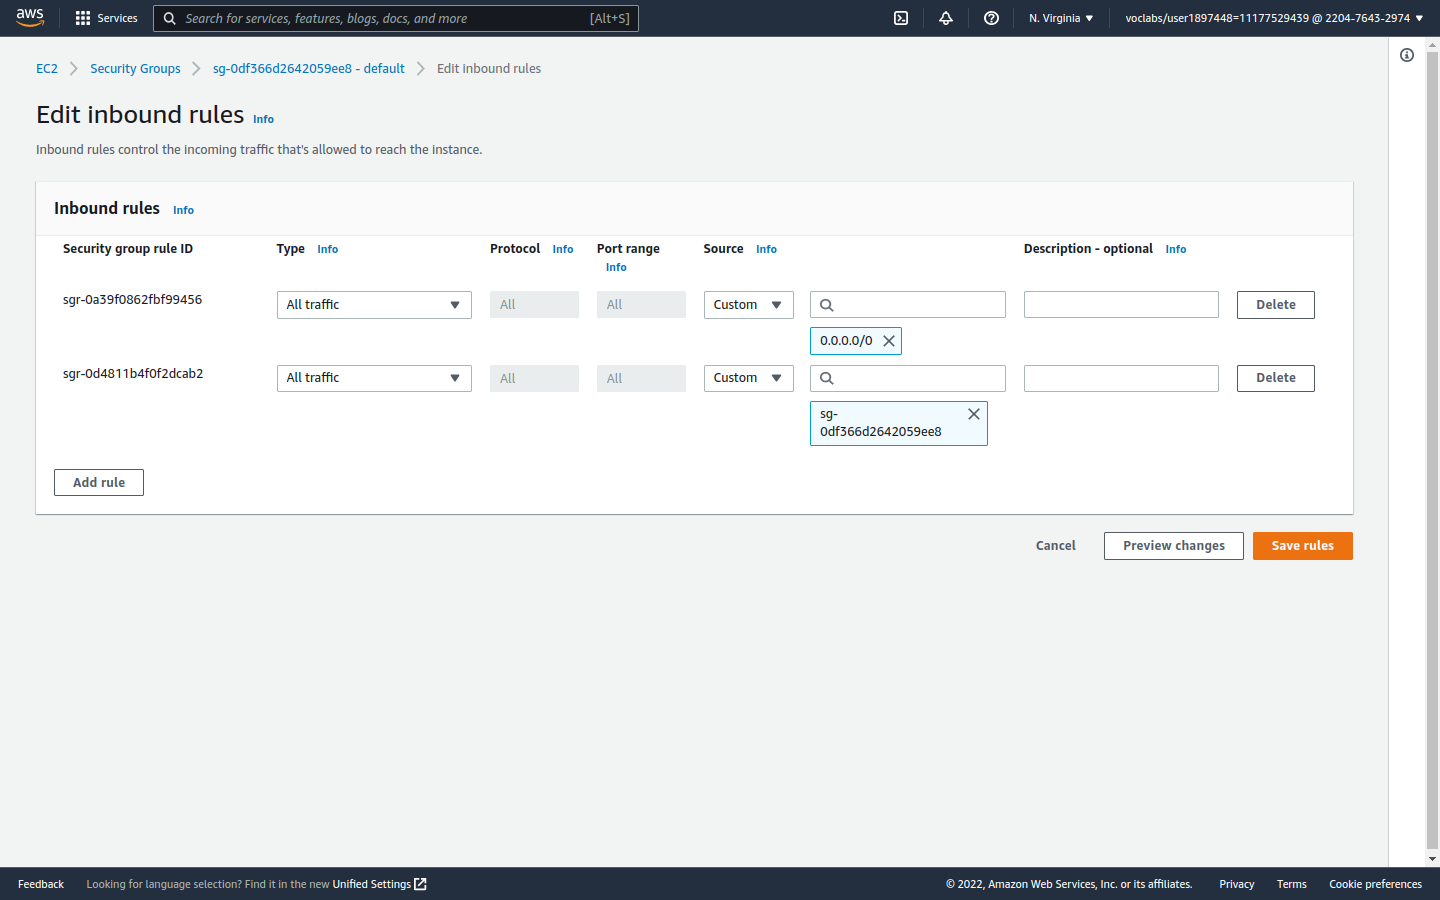 aws
Services
Search for services, features, blogs, docs, and more
[Alt+S]
N. Virginia
voclabs/user1897448=11177529439 @ 2204-7643-2974
EC2
Security Groups
sg-0df366d2642059ee8 - default
Edit inbound rules
Edit inbound rules Info
Inbound rules control the incoming traffic that's allowed to reach the instance.
Inbound rules Info
Security group rule ID
Type Info
Protocol Info
Port range
Info
Source Info
Description - optional Info
sgr-0a39f0862fbf99456
All traffic
All
All
Custom
Delete
0.0.0.0/0
sgr-0d4811b4f0f2dcab2
All traffic
All
All
Custom
Delete
sg-
0df366d2642059ee8
Add rule
Cancel
Preview changes
Save rules
Feedback
Looking for language selection? Find it in the new Unified Settings
© 2022, Amazon Web Services, Inc. or its affiliates.
Privacy
Terms
Cookie preferences